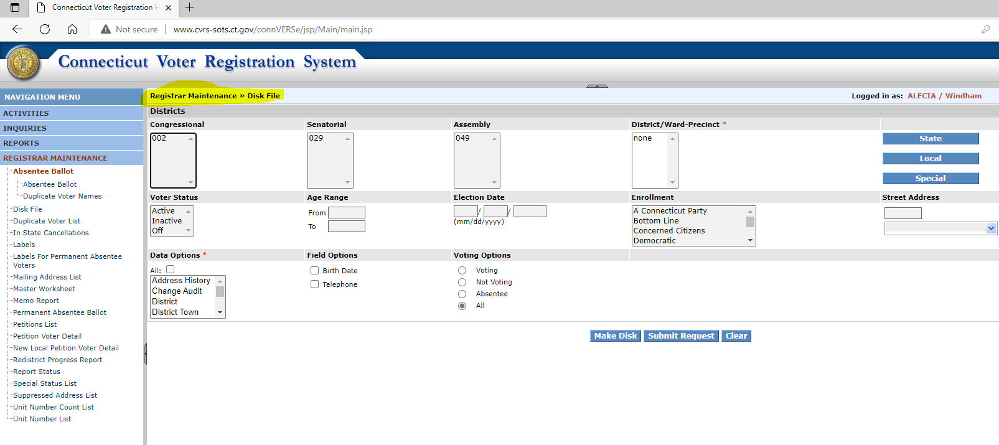 Connecticut Voter Registration H
Not secure www.cvrs-sots.ct.gov/connVERSe/jsp/Main/main.jsp
Connecticut Voter Registration System
NAVIGATION MENU
ACTIVITIES
INQUIRIES
REPORTS
REGISTRAR MAINTENANCE
Absentee Ballot
Absentee Ballot
Duplicate Voter Names
Disk File
Duplicate Voter List
In State Cancellations
Labels
Labels For Permanent Absentee
Voters
Mailing Address List
Master Worksheet
Memo Report
Permanent Absentee Ballot
Petitions List
Petition Voter Detail
New Local Petition Voter Detail
Redistrict Progress Report
Report Status
Special Status List
Suppressed Address List
Unit Number Count List
Unit Number List
Registrar Maintenance » Disk File Logged in as: ALECIA / Windham
Districts
Congressional Senatorial Assembly District/Ward-Precinct *
002 029 049 none State
Local
Special
Voter Status Age Range Election Date Enrollment Street Address
Active From / / A Connecticut Party
Inactive (mm/dd/yyyy) Bottom Line
Off To Concerned Citizens
Democratic
Data Options * Field Options Voting Options
All: Birth Date Voting
Address History Telephone Not Voting
Change Audit Absentee
District All
District Town
Make Disk Submit Request Clear